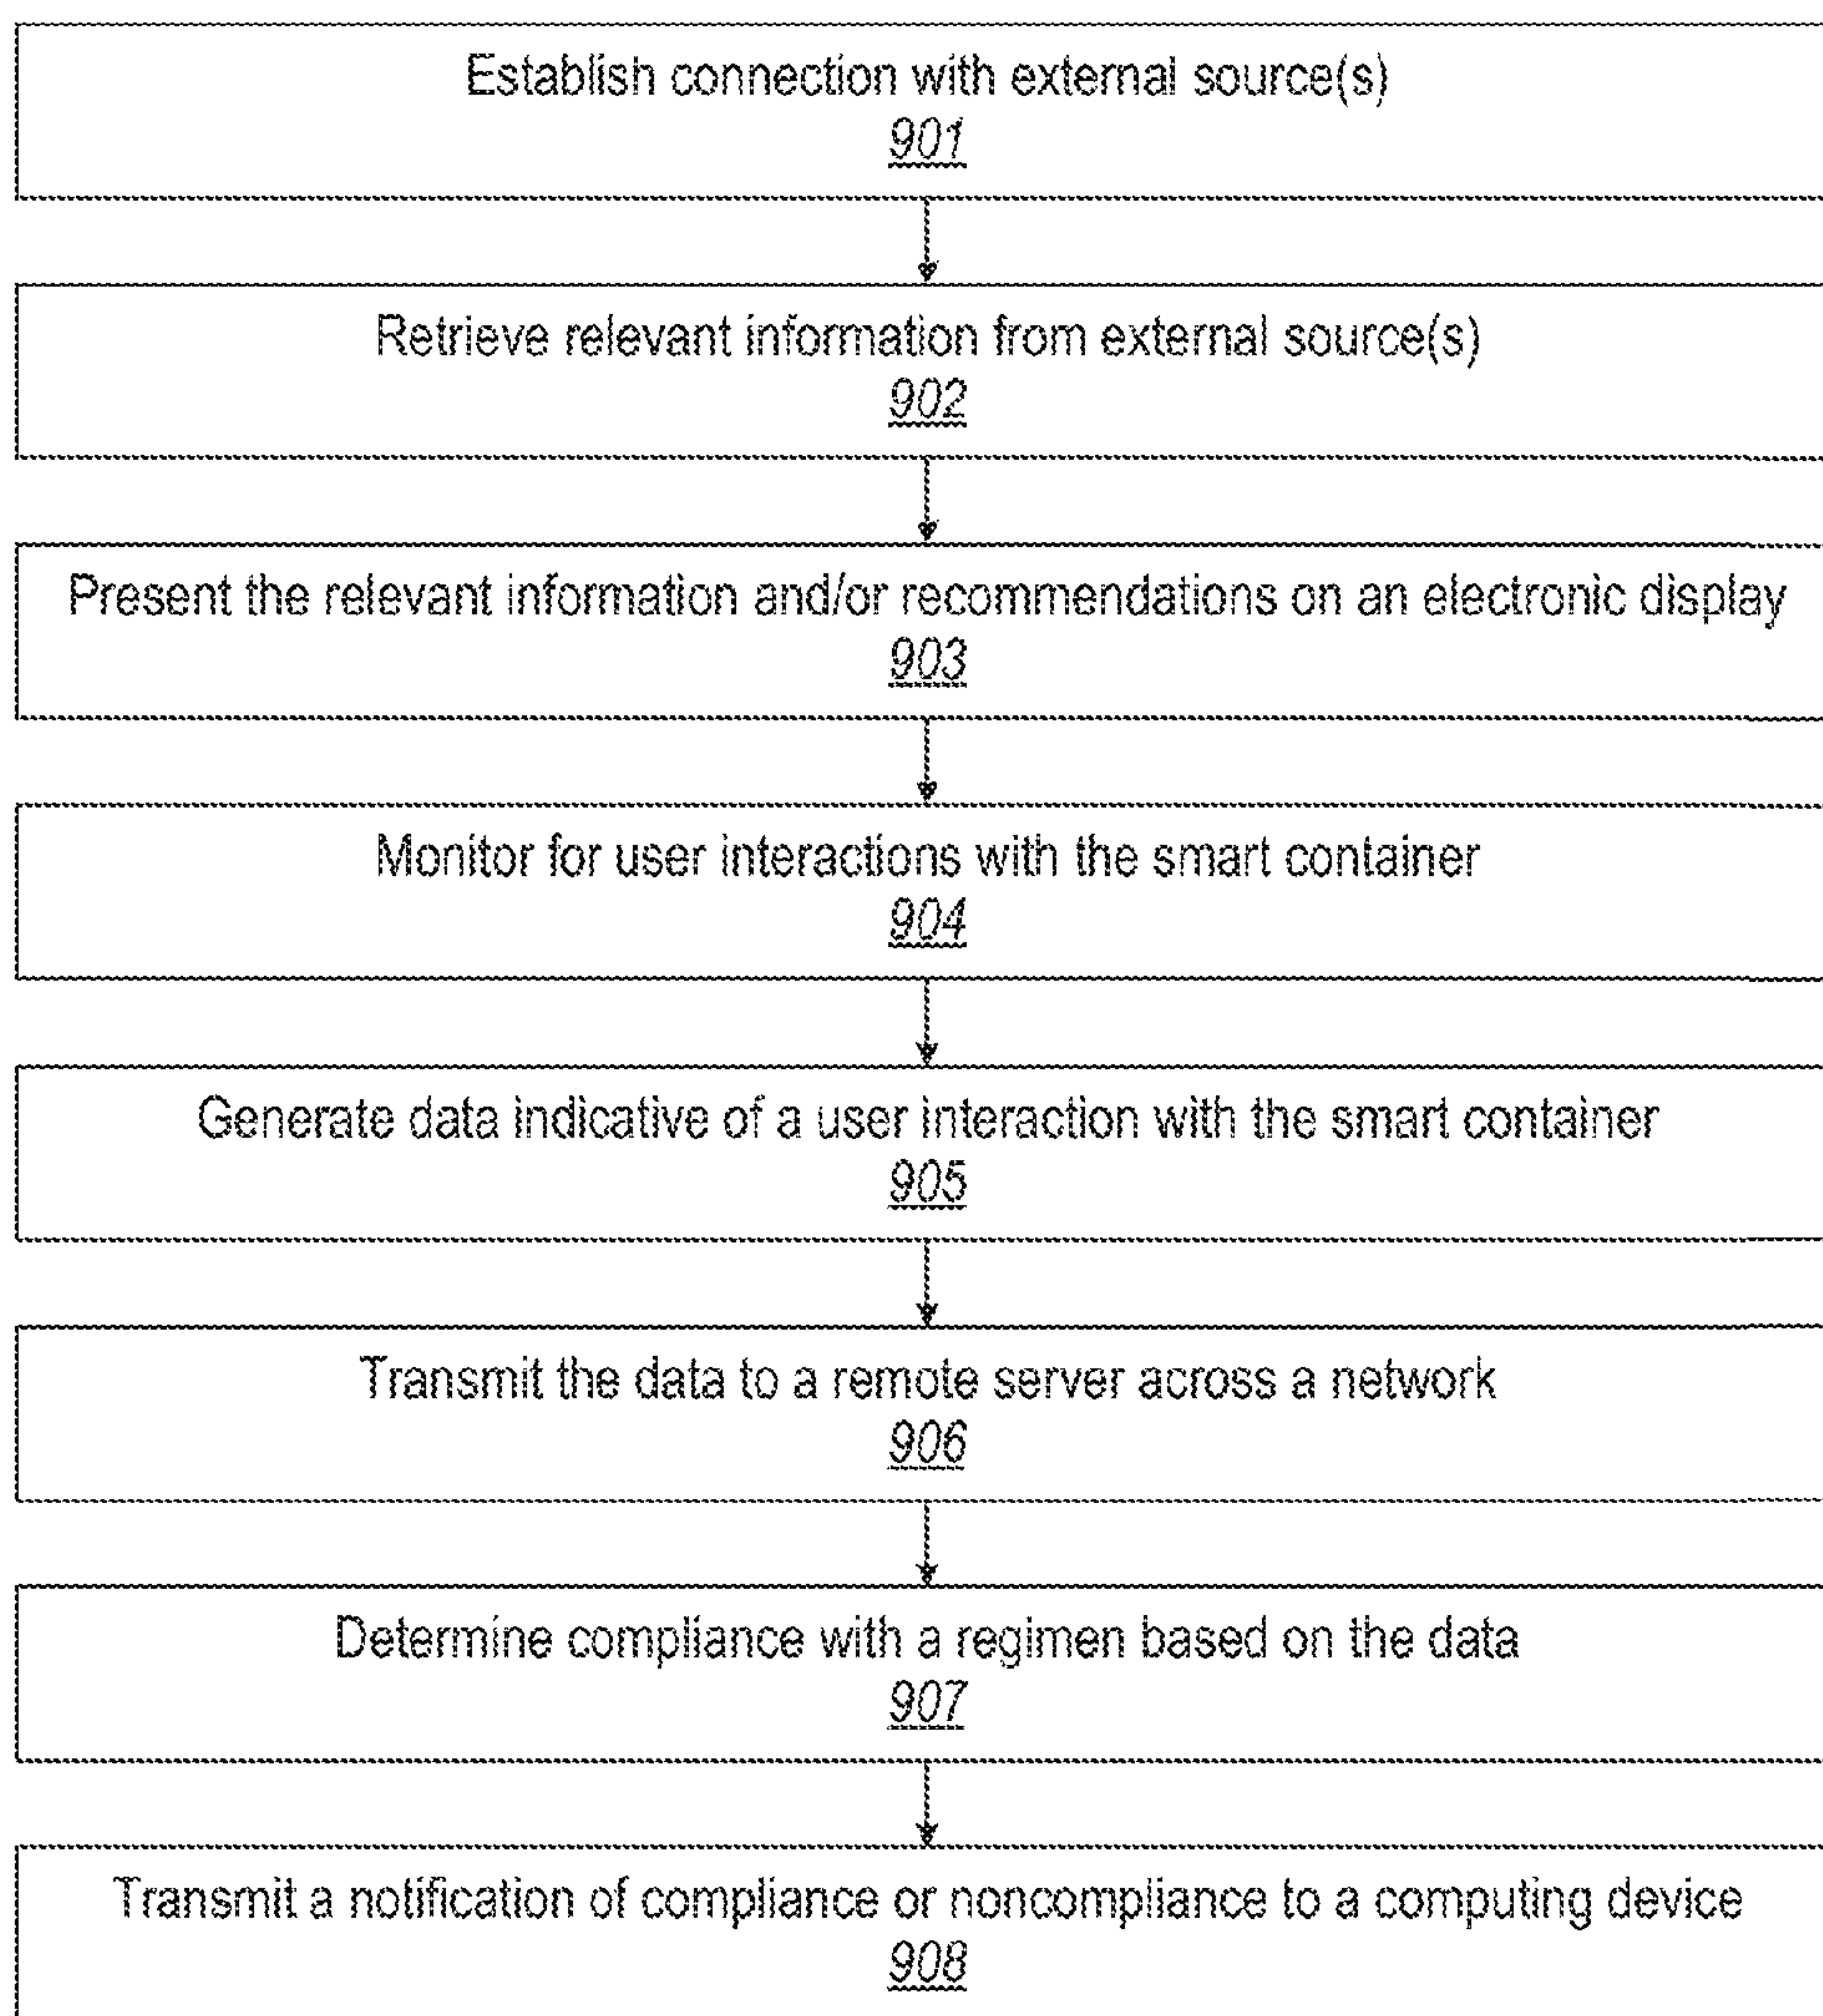 Establish connection with external source(s)
901
Retrieve relevant information from external source(s)
902
Present the relevant information and/or recommendations on an electronic display
903
Monitor for user interactions with the smart container
904
Generate data indicative of a user interaction with the smart container
905
Transmit the data to a remote server across a network
906
Determine compliance with a regimen based on the data
907
Transmit a notification of compliance or noncompliance to a computing device
908